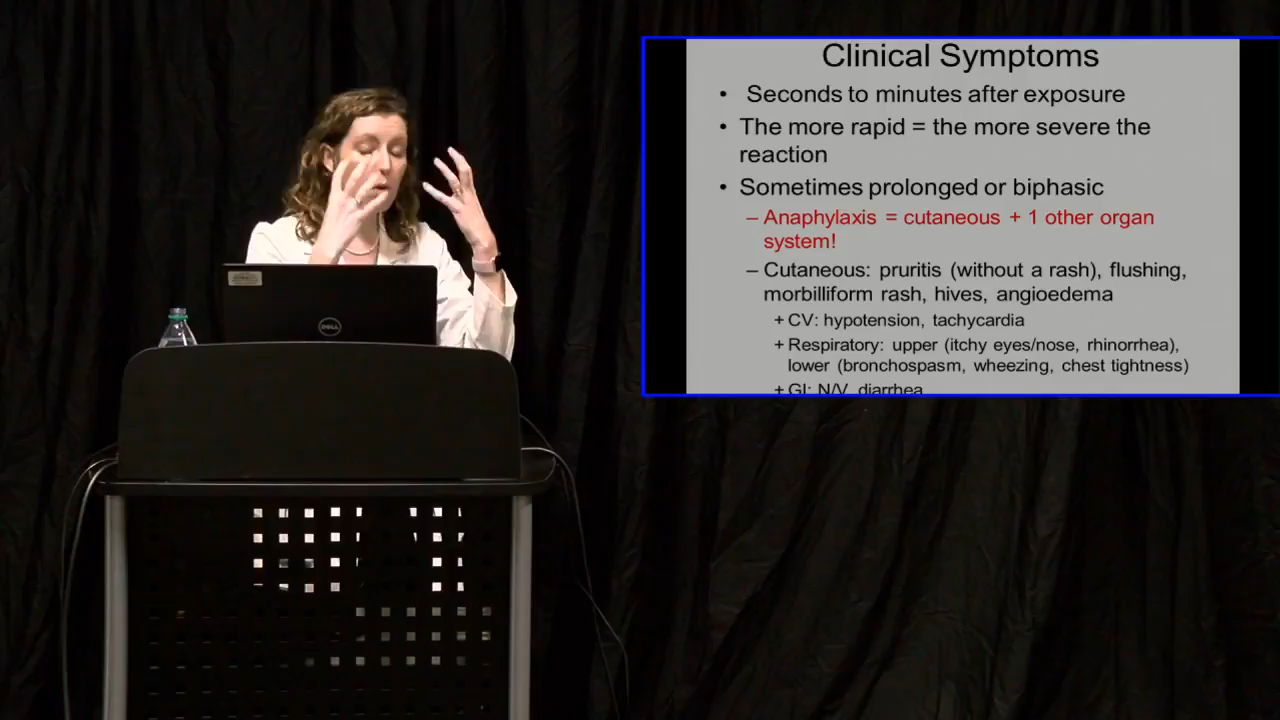 Clinical Symptoms
• Seconds to minutes after exposure
• The more rapid = the more severe the
reaction
• Sometimes prolonged or biphasic
– Anaphylaxis = cutaneous + 1 other organ
system!
– Cutaneous: pruritis (without a rash), flushing,
morbilliform rash, hives, angioedema
+ CV: hypotension, tachycardia
+ Respiratory: upper (itchy eyes/nose, rhinorrhea),
lower (bronchospasm, wheezing, chest tightness)
+ GI: N/V, diarrhea
DELL